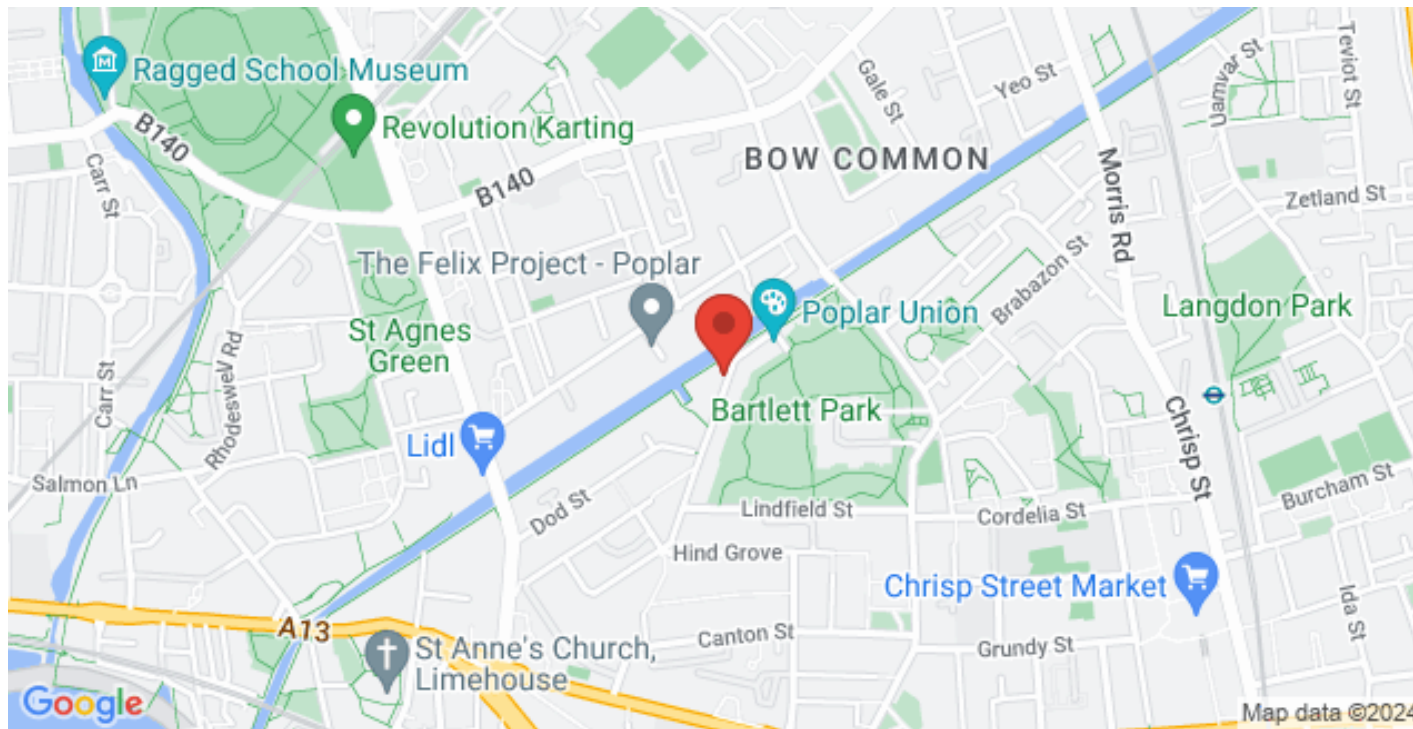 Ragged School Museum
B140
Revolution Karting
B140
Carr St
Gale St
Yeo St
Uamvar St
Teviot St
BOW COMMON
Morris Rd
Zetland St
The Felix Project - Poplar
Poplar Union
Brabazon St
Langdon Park
St Agnes
Green
Rhodeswell Rd
Carr St
Bartlett Park
Lidl
Chrisp St
Salmon Ln
Dod St
Lindfield St
Cordelia St
Burcham St
Hind Grove
Chrisp Street Market
Ida St
A13
Canton St
Grundy St
St Anne's Church,
Limehouse
Google
Map data ©2024